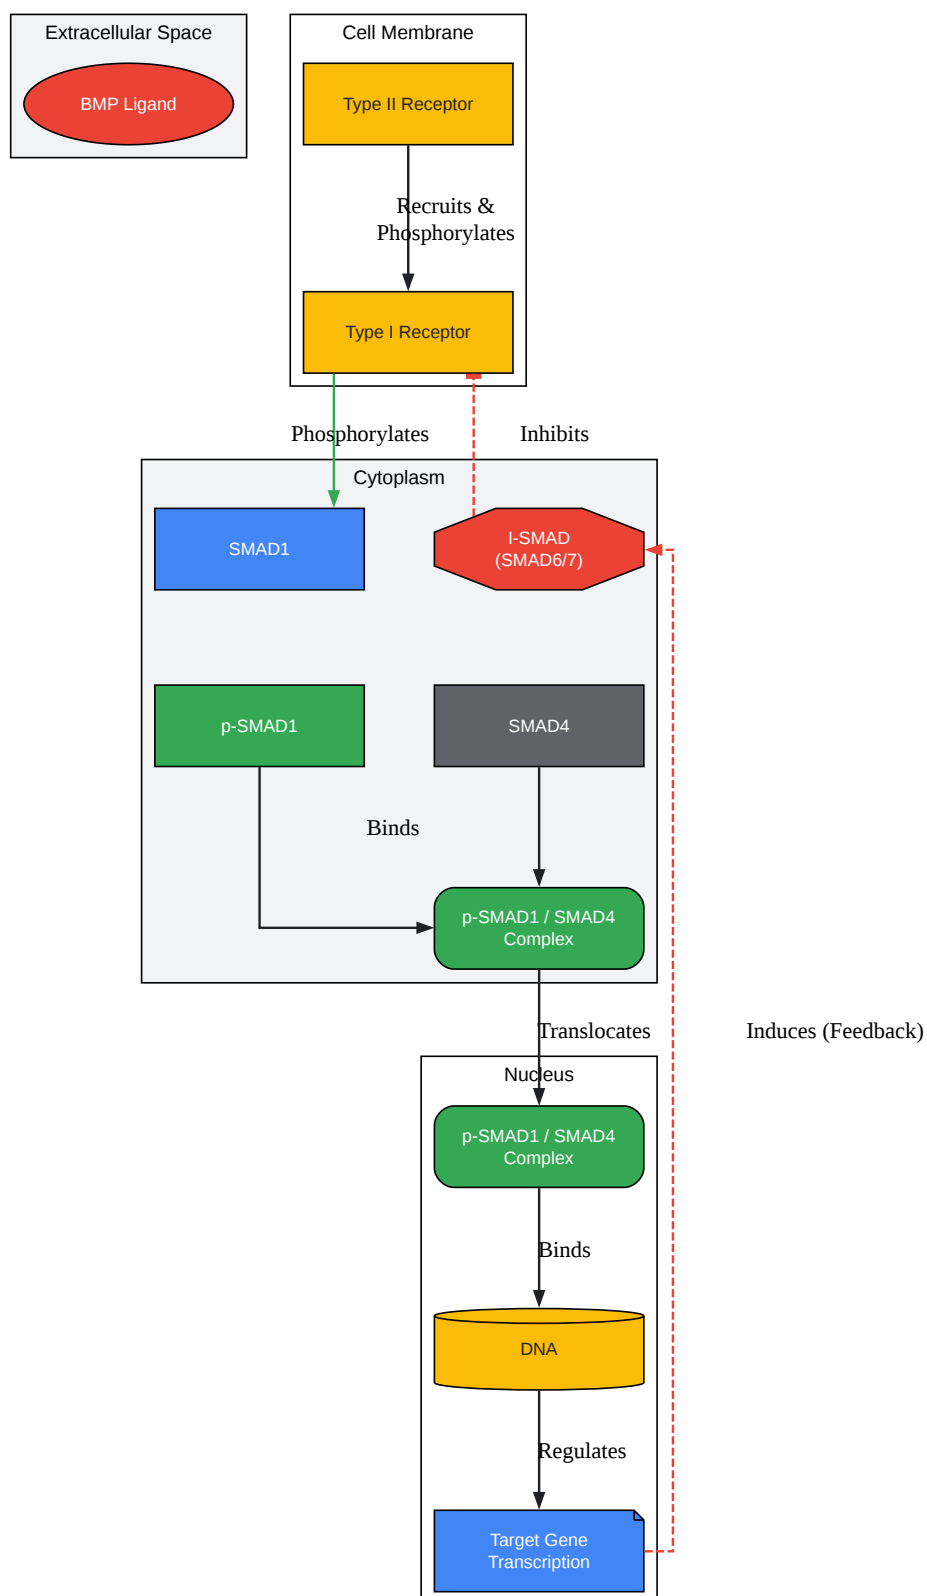 Extracellular Space
Cell Membrane
BMP Ligand
Type II Receptor
Recruits &
Phosphorylates
Type I Receptor
Phosphorylates
Inhibits
Cytoplasm
SMAD1
I-SMAD
(SMAD6/7)
p-SMAD1
SMAD4
Binds
p-SMAD1 / SMAD4
Complex
Translocates
Induces (Feedback)
Nucleus
p-SMAD1 / SMAD4
Complex
Binds
DNA
Regulates
Target Gene
Transcription